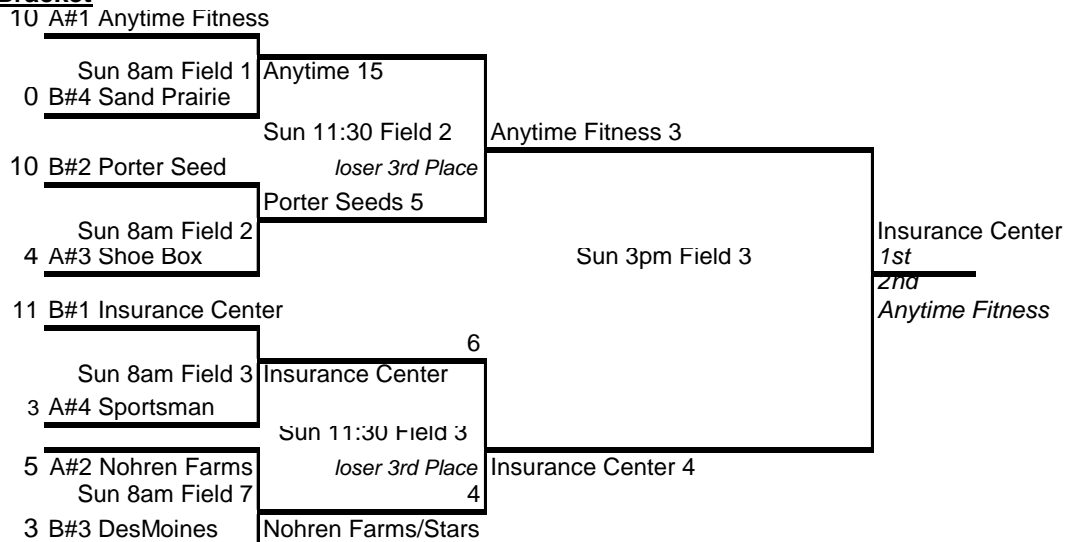 Bracket
10 A#1 Anytime Fitness
Sun 8am Field 1 Anytime 15
0 B#4 Sand Prairie
Sun 11:30 Field 2 Anytime Fitness 3
10 B#2 Porter Seed loser 3rd Place
Porter Seeds 5
Sun 8am Field 2 Insurance Center
4 A#3 Shoe Box Sun 3pm Field 3 1st
2nd
11 B#1 Insurance Center Anytime Fitness
6
Sun 8am Field 3 Insurance Center
3 A#4 Sportsman
Sun 11:30 Field 3
5 A#2 Nohren Farms loser 3rd Place Insurance Center 4
Sun 8am Field 7 4
3 B#3 DesMoines Nohren Farms/Stars